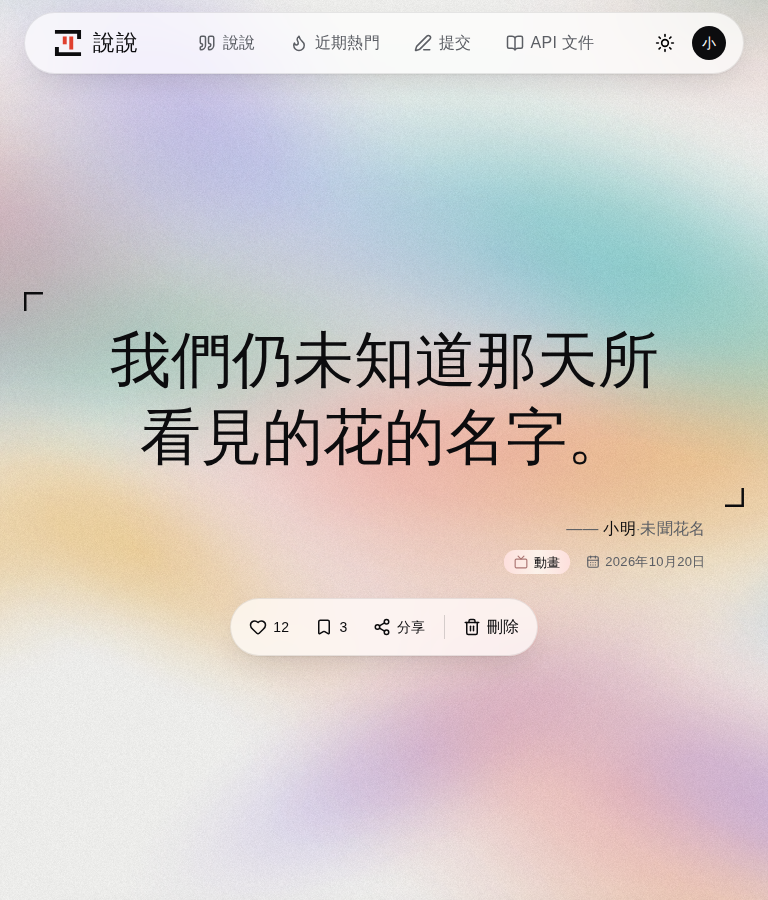 說說
說說
近期熱門
提交
API 文件
小
我們仍未知道那天所
看見的花的名字。
—— 小明·未聞花名
動畫
2026年10月20日
12
3
分享
刪除